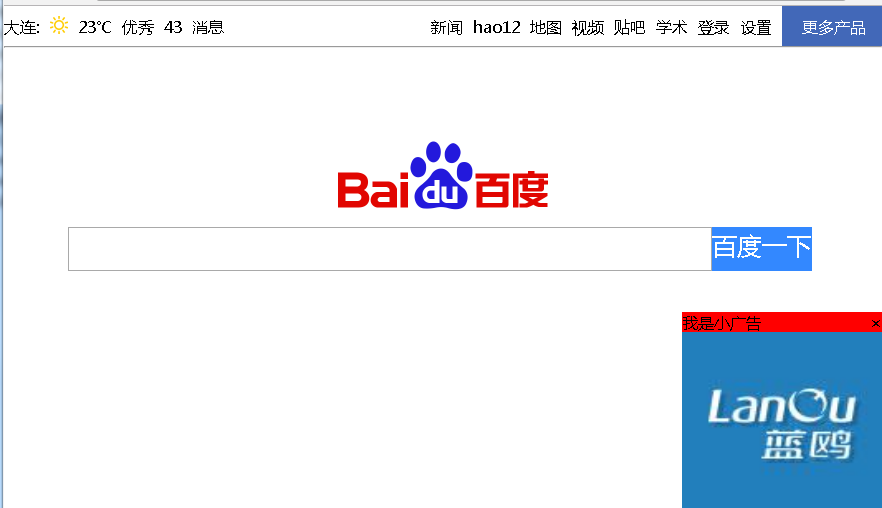 大连: 23℃ 优秀 43 消息 新闻 hao12 地图 视频 贴吧 学术 登录 设置 更多产品
Bai du 百度
百度一下
我是小广告 ×
LanOu
蓝鸥